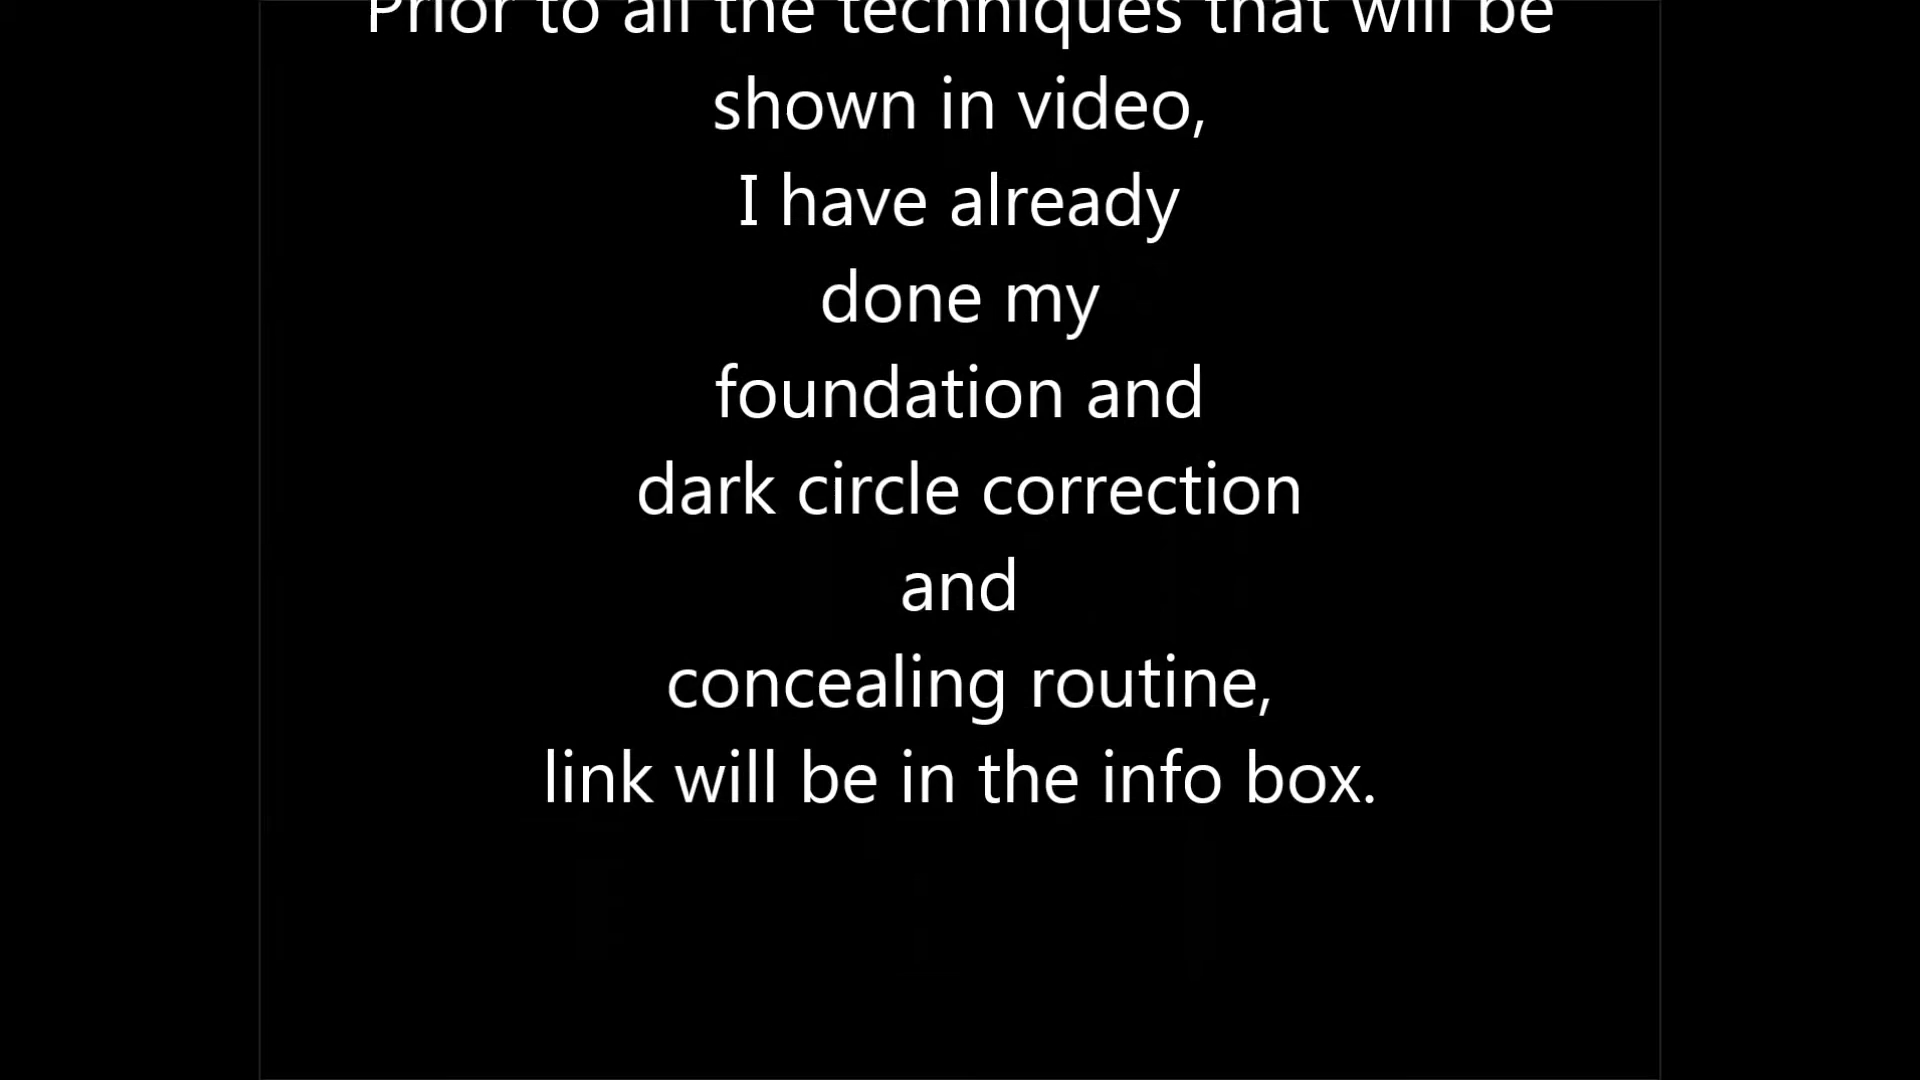 Prior to all the techniques that will be
shown in video,
I have already
done my
foundation and
dark circle correction
and
concealing routine,
link will be in the info box.